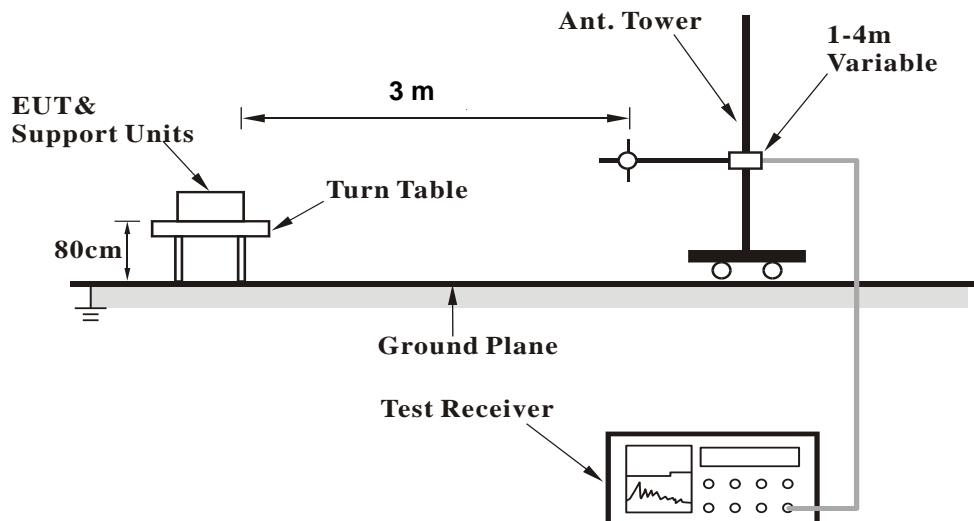 Ant. Tower
1-4m
Variable
3 m
EUT&
Support Units
Turn Table
80cm
Ground Plane
Test Receiver